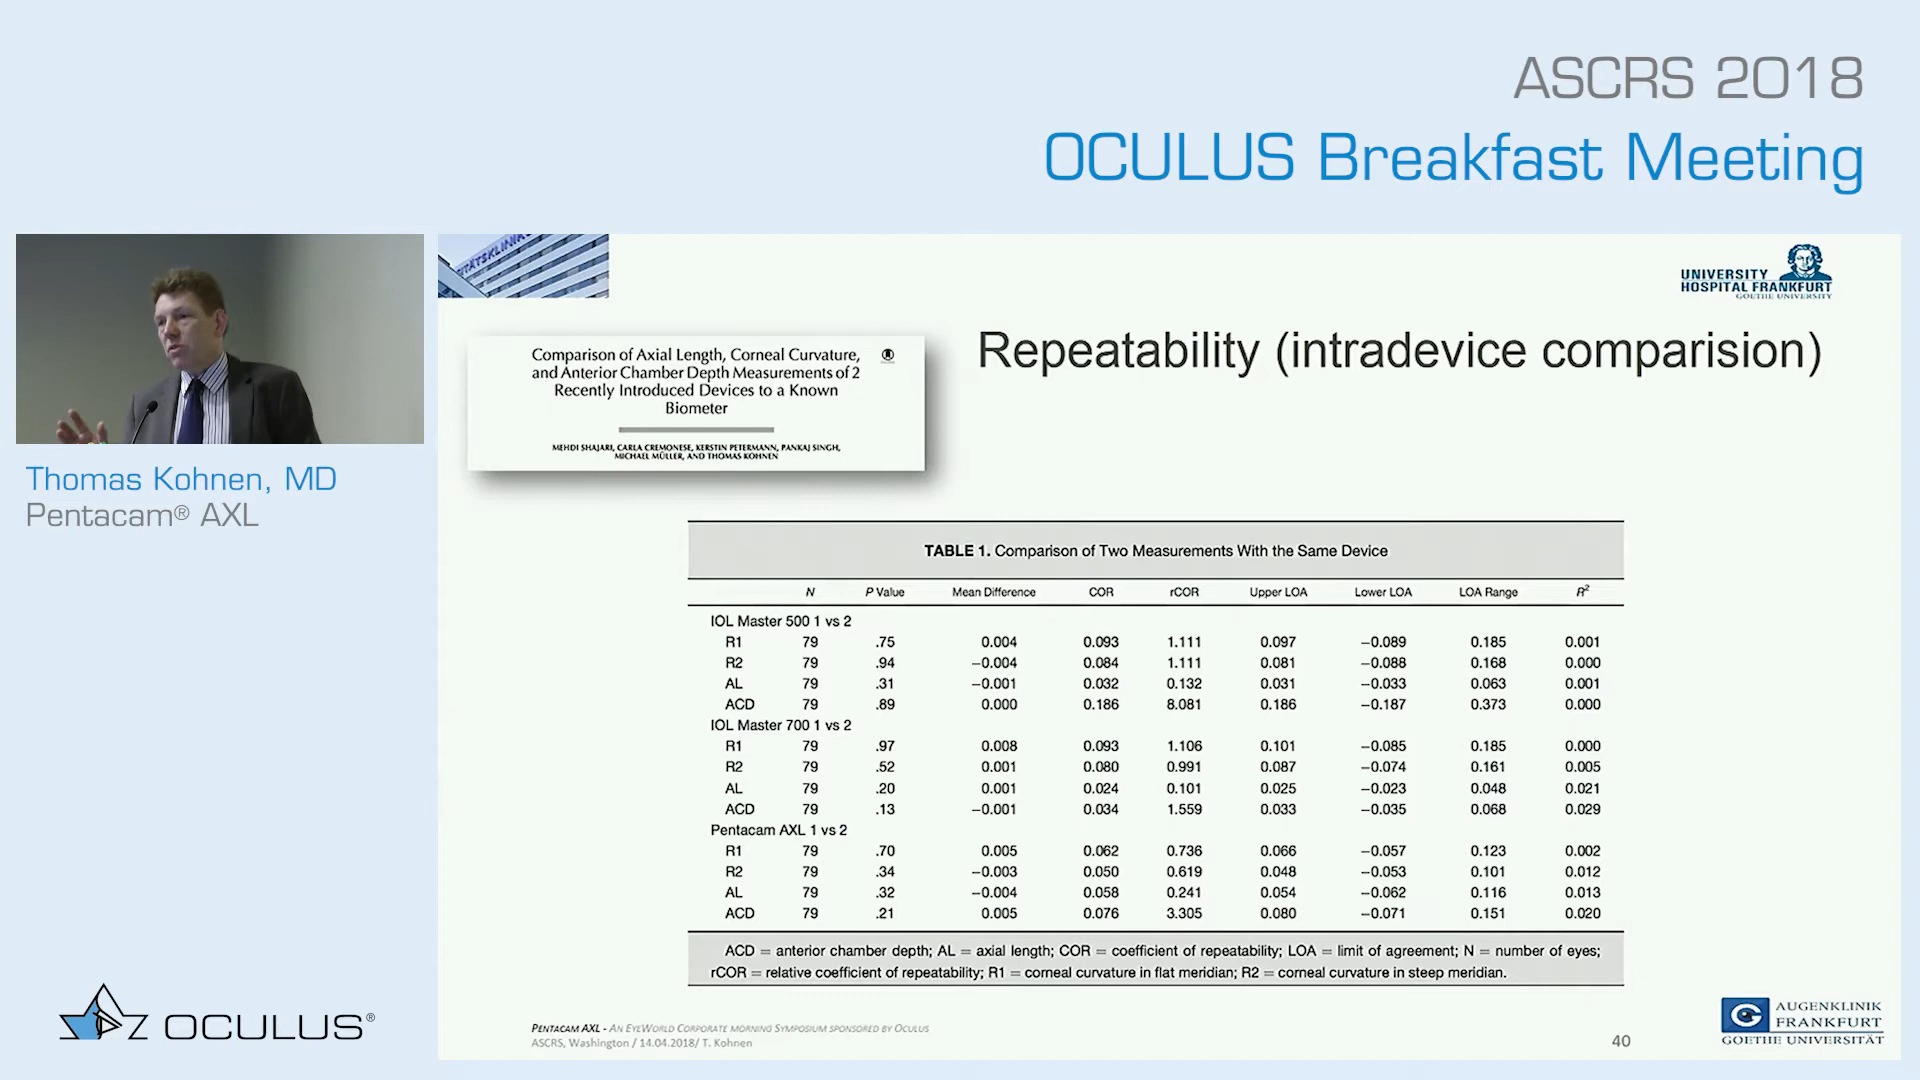 ASCRS 2018
OCULUS Breakfast Meeting
Thomas Kohnen, MD
Pentacam® AXL
OCULUS®
UNIVERSITY
HOSPITAL FRANKFURT
GOETHE UNIVERSITY
Repeatability (intradevice comparision)
Comparison of Axial Length, Corneal Curvature,
and Anterior Chamber Depth Measurements of 2
Recently Introduced Devices to a Known
Biometer
MEHDI SHAJARI, CARLA CREMONESE, KERSTIN PETERMANN, PANKAJ SINGH,
MICHAEL MÜLLER, AND THOMAS KOHNEN
TABLE 1. Comparison of Two Measurements With the Same Device
N P Value Mean Difference COR rCOR Upper LOA Lower LOA LOA Range R²
IOL Master 500 1 vs 2
R1 79 .75 0.004 0.093 1.111 0.097 −0.089 0.185 0.001
R2 79 .94 −0.004 0.084 1.111 0.081 −0.088 0.168 0.000
AL 79 .31 −0.001 0.032 0.132 0.031 −0.033 0.063 0.001
ACD 79 .89 0.000 0.186 8.081 0.186 −0.187 0.373 0.000
IOL Master 700 1 vs 2
R1 79 .97 0.008 0.093 1.106 0.101 −0.085 0.185 0.000
R2 79 .52 0.001 0.080 0.991 0.087 −0.074 0.161 0.005
AL 79 .20 0.001 0.024 0.101 0.025 −0.023 0.048 0.021
ACD 79 .13 −0.001 0.034 1.559 0.033 −0.035 0.068 0.029
Pentacam AXL 1 vs 2
R1 79 .70 0.005 0.062 0.736 0.066 −0.057 0.123 0.002
R2 79 .34 −0.003 0.050 0.619 0.048 −0.053 0.101 0.012
AL 79 .32 −0.004 0.058 0.241 0.054 −0.062 0.116 0.013
ACD 79 .21 0.005 0.076 3.305 0.080 −0.071 0.151 0.020
ACD = anterior chamber depth; AL = axial length; COR = coefficient of repeatability; LOA = limit of agreement; N = number of eyes;
rCOR = relative coefficient of repeatability; R1 = corneal curvature in flat meridian; R2 = corneal curvature in steep meridian.
PENTACAM AXL - AN EYEWORLD CORPORATE MORNING SYMPOSIUM SPONSORED BY OCULUS
ASCRS, Washington / 14.04.2018/ T. Kohnen
40
AUGENKLINIK
FRANKFURT
GOETHE UNIVERSITÄT